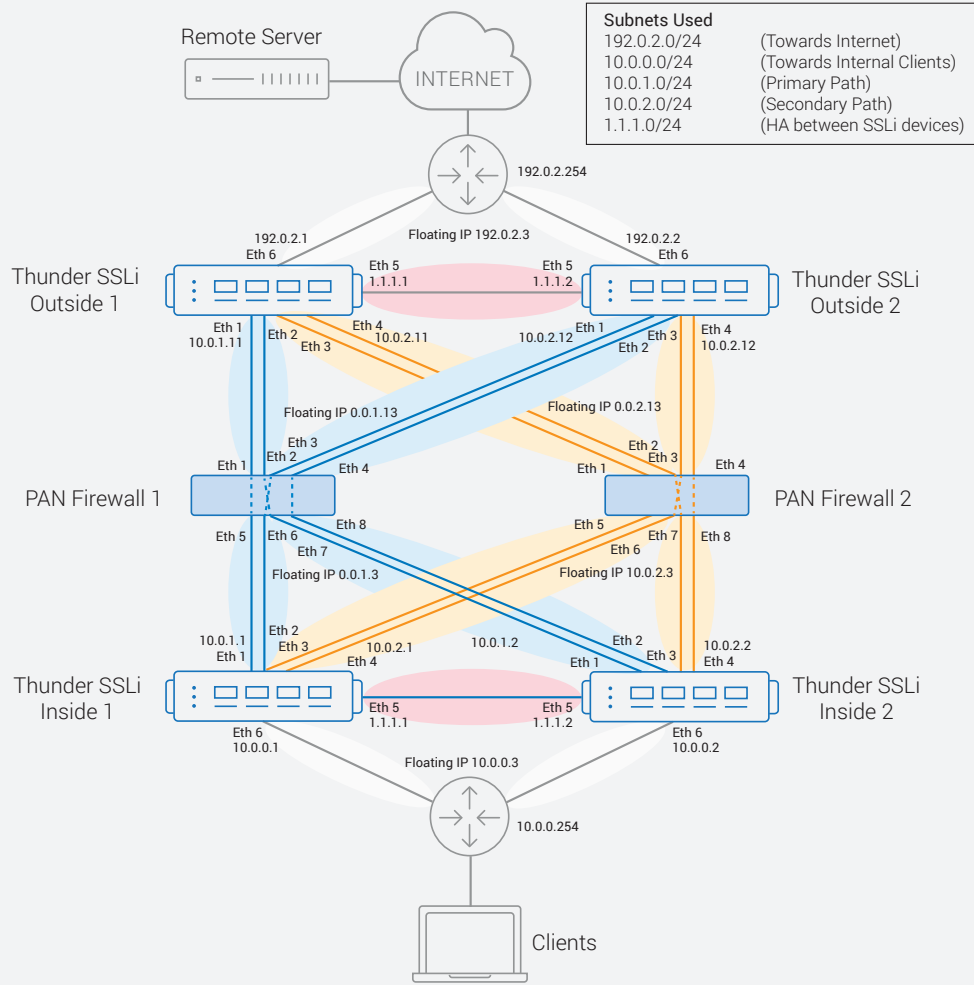 Subnets Used
192.0.2.0/24 (Towards Internet)
10.0.0.0/24 (Towards Internal Clients)
10.0.1.0/24 (Primary Path)
10.0.2.0/24 (Secondary Path)
1.1.1.0/24 (HA between SSLi devices)
Remote Server
INTERNET
192.0.2.254
192.0.2.1
Floating IP 192.0.2.3
192.0.2.2
Eth 6
Eth 6
Thunder SSLi
Outside 1
Eth 5
1.1.1.1
Eth 5
1.1.1.2
Thunder SSLi
Outside 2
Eth 1
10.0.1.11
Eth 2
Eth 3
Eth 4
10.0.2.11
Eth 1
10.0.2.12
Eth 2
Eth 3
Eth 4
10.0.2.12
Floating IP 0.0.1.13
Floating IP 0.0.2.13
Eth 3
Eth 2
Eth 1
Eth 4
Eth 2
Eth 3
Eth 1
Eth 4
PAN Firewall 1
PAN Firewall 2
Eth 5
Eth 6
Eth 7
Eth 8
Eth 5
Eth 6
Eth 7
Eth 8
Floating IP 0.0.1.3
Floating IP 10.0.2.3
10.0.1.1
Eth 1
Eth 2
Eth 3
10.0.2.1
Eth 4
10.0.1.2
Eth 1
Eth 2
Eth 3
10.0.2.2
Eth 4
Thunder SSLi
Inside 1
Eth 5
1.1.1.1
Eth 5
1.1.1.2
Thunder SSLi
Inside 2
Eth 6
10.0.0.1
Eth 6
10.0.0.2
Floating IP 10.0.0.3
10.0.0.254
Clients